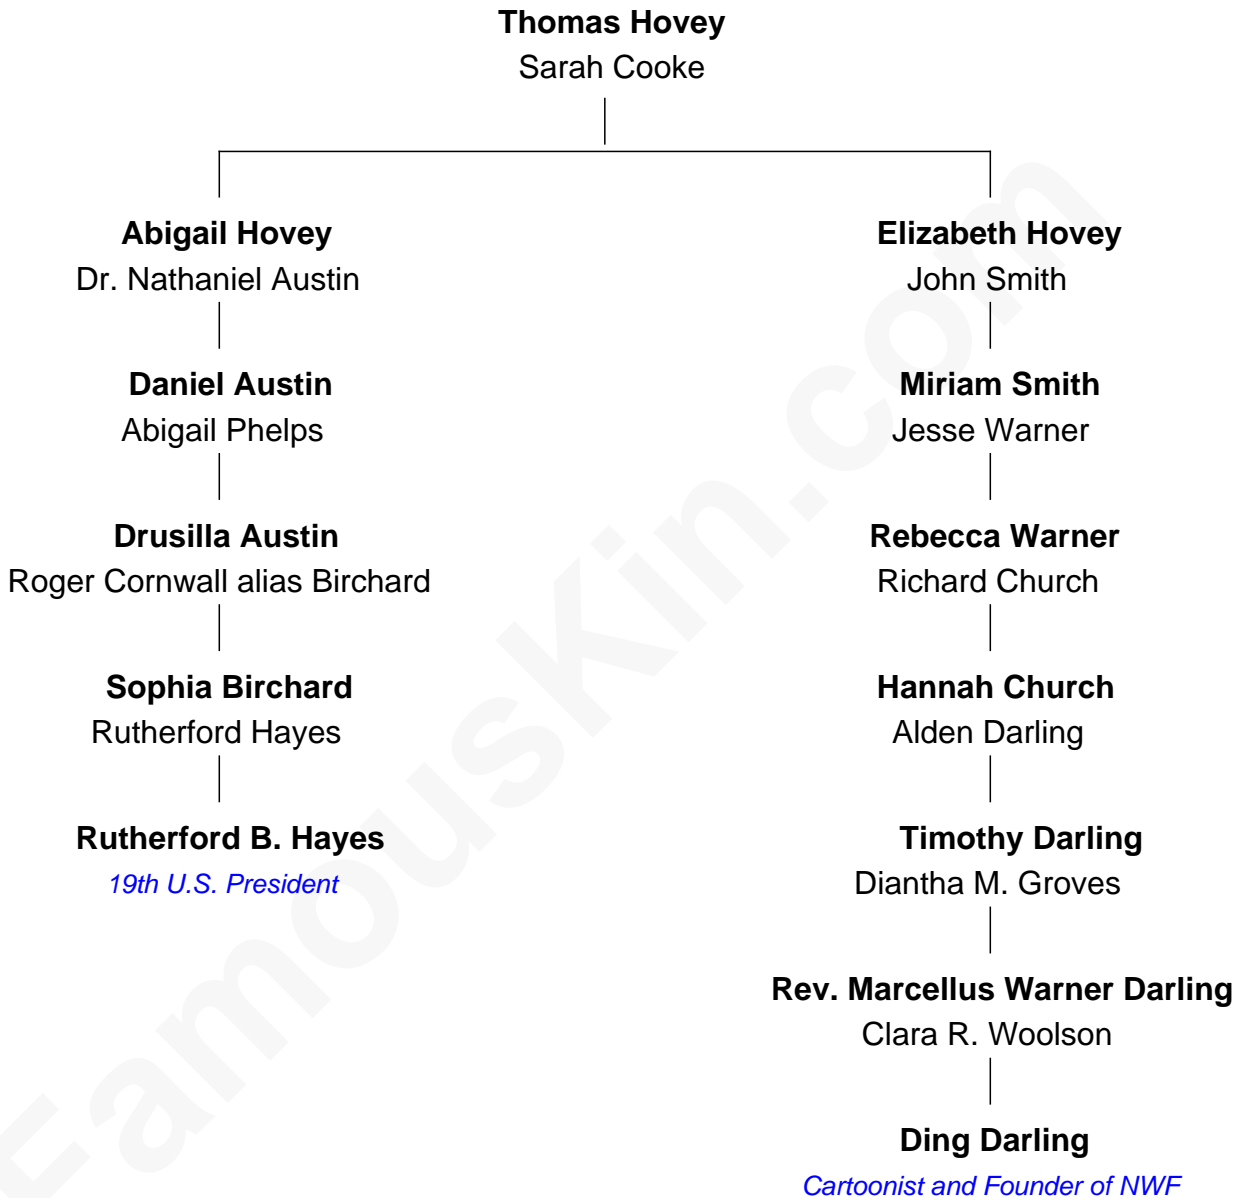 Thomas Hovey
Sarah Cooke
Abigail Hovey
Dr. Nathaniel Austin
Elizabeth Hovey
John Smith
Daniel Austin
Abigail Phelps
Miriam Smith
Jesse Warner
Drusilla Austin
Roger Cornwall alias Birchard
Rebecca Warner
Richard Church
Sophia Birchard
Rutherford Hayes
Hannah Church
Alden Darling
Rutherford B. Hayes
19th U.S. President
Timothy Darling
Diantha M. Groves
Rev. Marcellus Warner Darling
Clara R. Woolson
Ding Darling
Cartoonist and Founder of NWF
FamousKin.com